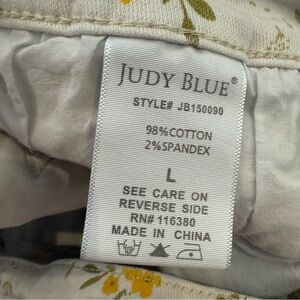 JUDY BLUE®
STYLE# JB150090
98%COTTON
2%SPANDEX
L
SEE CARE ON
REVERSE SIDE
RN# 116380
MADE IN CHINA